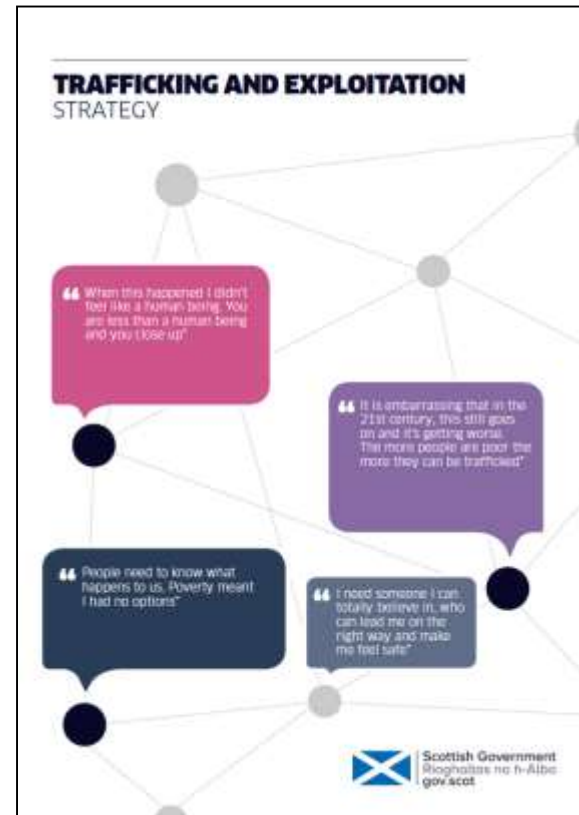 TRAFFICKING AND EXPLOITATION
STRATEGY
“ When this happened I didn't
feel like a human being. You
are less than a human being
and you close up"
“ It is embarrassing that in the
21st century, this still goes
on and it's getting worse.
The more people are poor the
more they can be trafficked"
“ People need to know what
happens to us. Poverty meant
I had no options"
“ I need someone I can
totally believe in, who
can lead me on the
right way and make
me feel safe"
Scottish Government
Riaghaltas na h-Alba
gov.scot